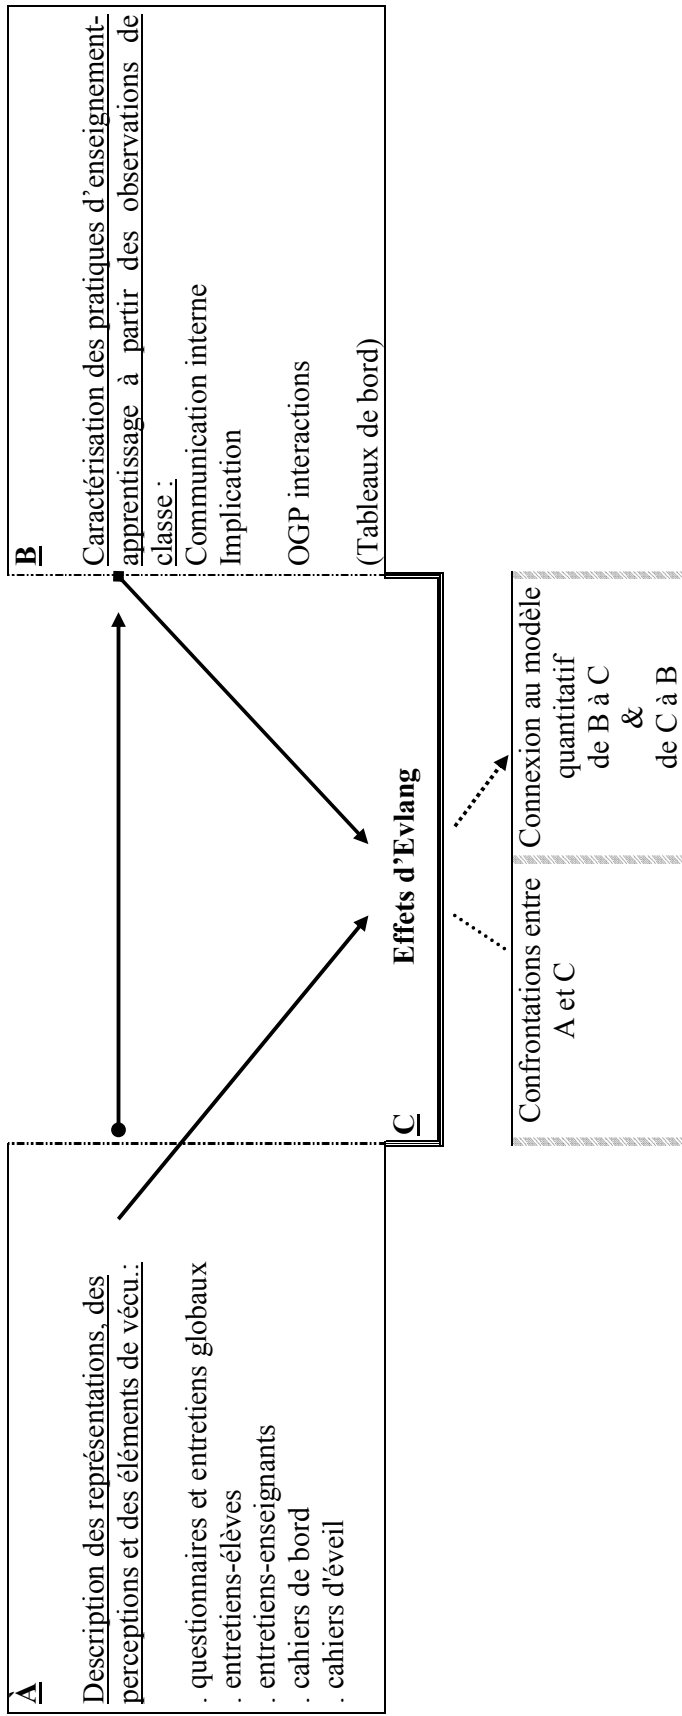 À
Description des représentations, des
perceptions et des éléments de vécu.:
. questionnaires et entretiens globaux
. entretiens-élèves
. entretiens-enseignants
. cahiers de bord
. cahiers d'éveil
B
Caractérisation des pratiques d’enseignement-
apprentissage à partir des observations de
classe :
Communication interne
Implication
OGP interactions
(Tableaux de bord)
C
Effets d’Evlang
Confrontations entre
A et C
Connexion au modèle
quantitatif
de B à C
&
de C à B